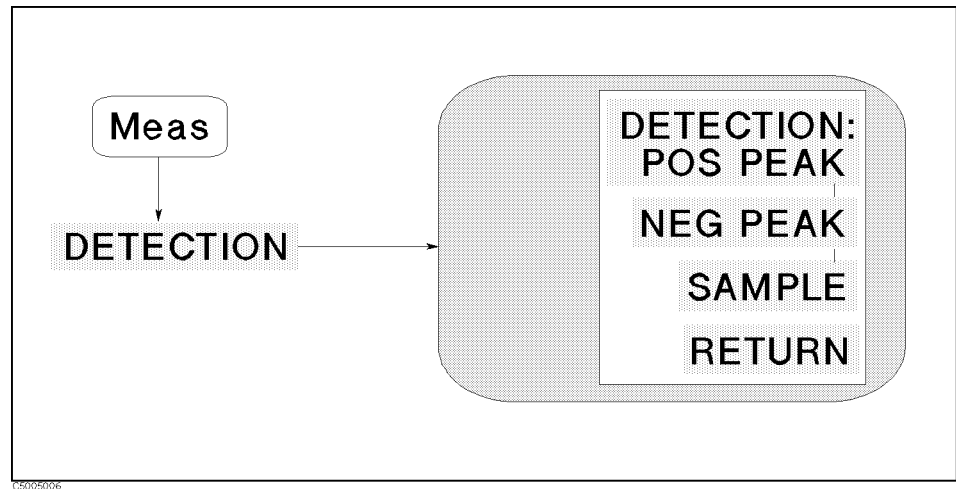 Meas
DETECTION
DETECTION:
POS PEAK
NEG PEAK
SAMPLE
RETURN
C5005006